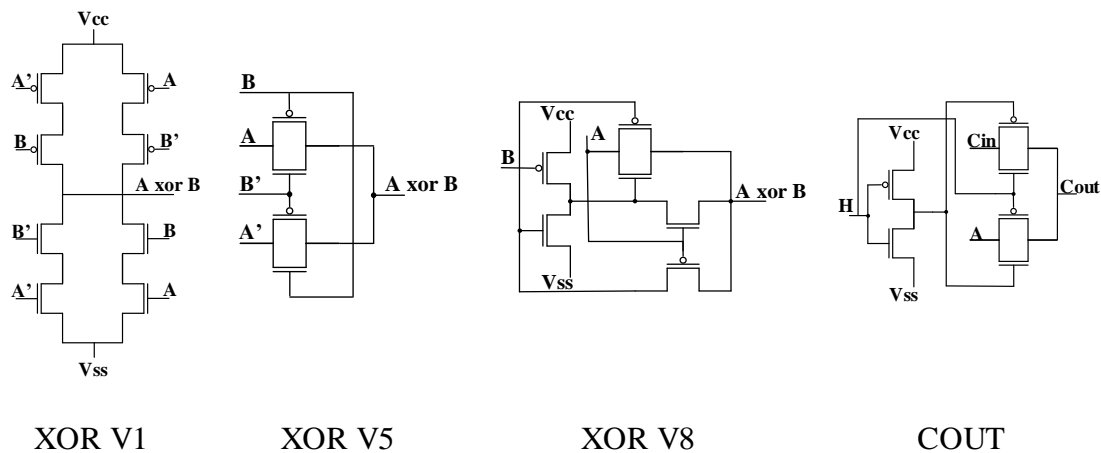 Vcc
A’
A
B
B’
A xor B
B’
B
A’
A
Vss
XOR V1
B
A
B’
A xor B
A’
XOR V5
Vcc
A
B
A xor B
Vss
XOR V8
Vcc
Cin
H
Cout
A
Vss
COUT